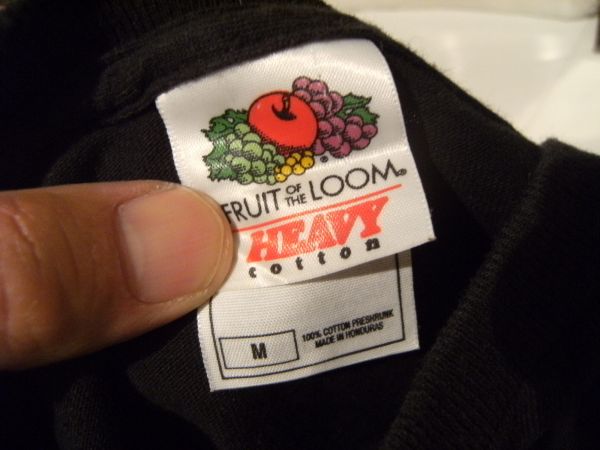 FRUIT OF THE LOOM®
HEAVY
cotton
M
100% COTTON PRESHRUNK
MADE IN HONDURAS